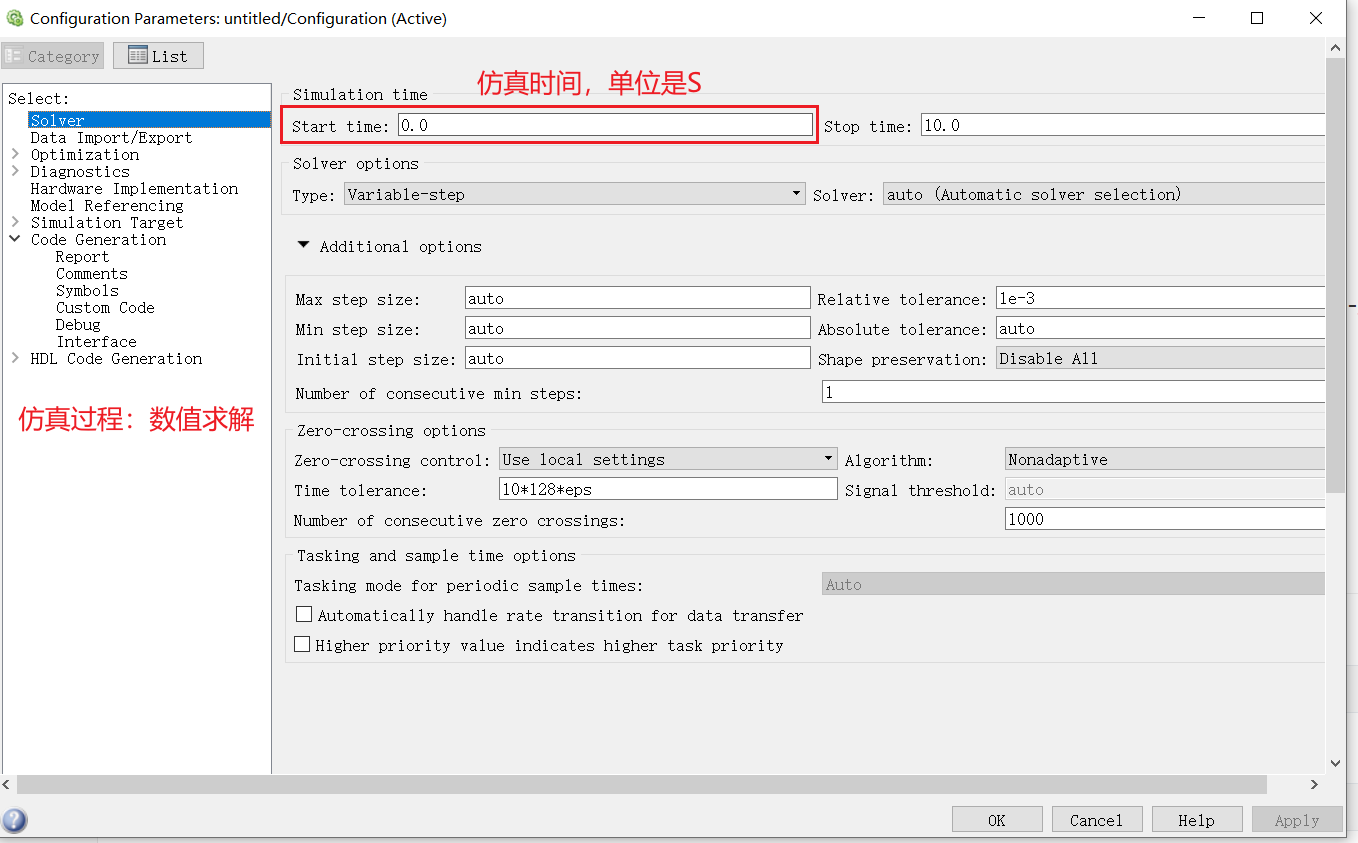 Configuration Parameters: untitled/Configuration (Active)
Category List
Select:
Solver
Data Import/Export
Optimization
Diagnostics
Hardware Implementation
Model Referencing
Simulation Target
Code Generation
Report
Comments
Symbols
Custom Code
Debug
Interface
HDL Code Generation
仿真过程：数值求解
仿真时间，单位是S
Simulation time
Start time: 0.0 Stop time: 10.0
Solver options
Type: Variable-step Solver: auto (Automatic solver selection)
Additional options
Max step size: auto Relative tolerance: 1e-3
Min step size: auto Absolute tolerance: auto
Initial step size: auto Shape preservation: Disable All
Number of consecutive min steps: 1
Zero-crossing options
Zero-crossing control: Use local settings Algorithm: Nonadaptive
Time tolerance: 10*128*eps Signal threshold: auto
Number of consecutive zero crossings: 1000
Tasking and sample time options
Tasking mode for periodic sample times: Auto
Automatically handle rate transition for data transfer
Higher priority value indicates higher task priority
OK Cancel Help Apply